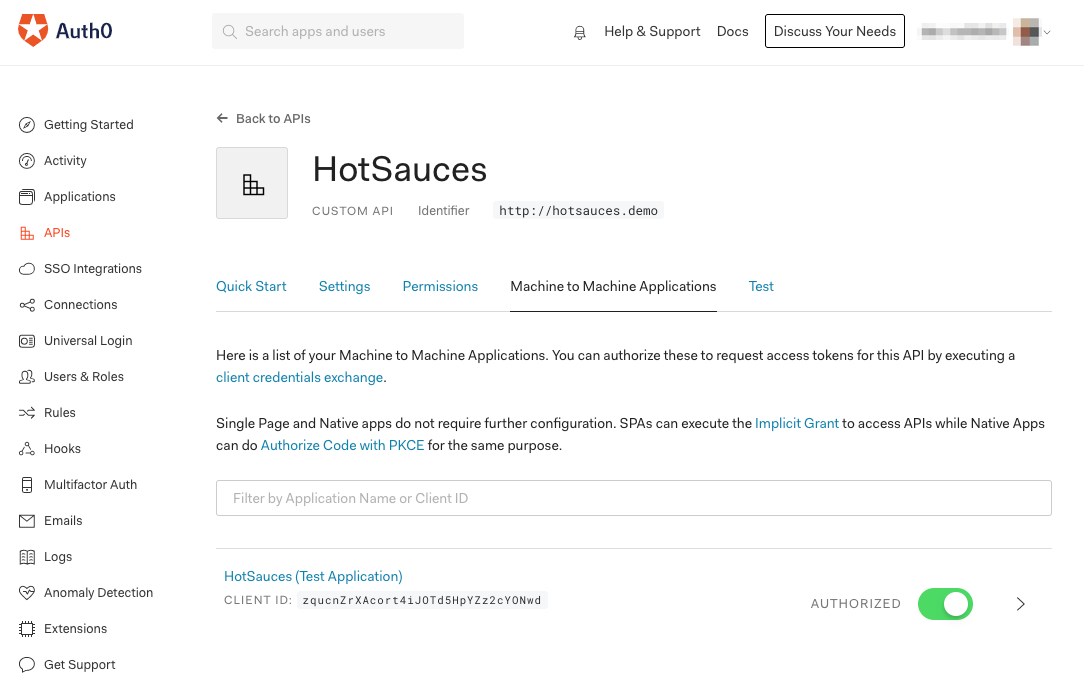 Auth0
Search apps and users
Help & Support
Docs
Discuss Your Needs
Getting Started
Activity
Applications
APIs
SSO Integrations
Connections
Universal Login
Users & Roles
Rules
Hooks
Multifactor Auth
Emails
Logs
Anomaly Detection
Extensions
Get Support
Back to APIs
HotSauces
CUSTOM API Identifier http://hotsauces.demo
Quick Start Settings Permissions Machine to Machine Applications Test
Here is a list of your Machine to Machine Applications. You can authorize these to request access tokens for this API by executing a
client credentials exchange.
Single Page and Native apps do not require further configuration. SPAs can execute the Implicit Grant to access APIs while Native Apps
can do Authorize Code with PKCE for the same purpose.
Filter by Application Name or Client ID
HotSauces (Test Application)
CLIENT ID: zqucnZrXAcort4iJOTd5HpYZz2cYONwd
AUTHORIZED